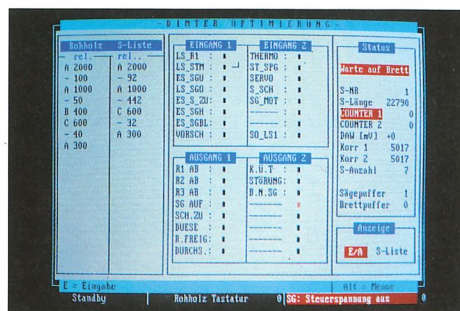 - DIMTER OPTIMIERUNG -
Rohholz S-Liste
rel.. rel..
A 2000 A 2000
- 100 - 92
A 1000 A 1000
- 50 - 442
B 400 C 600
C 600 - 32
- 40 A 300
A 300
EINGANG 1 EINGANG 2
LS_R1 : THERMO :
LS_STM : ST_SPG :
ES_SGV : SERVO :
LS_SGO : S_SCH :
ES_S_ZU: SG_MOT :
ES_SGH : -------- :
ES_SGBL: -------- :
VORSCH : SO_LS1 :
AUSGANG 1 AUSGANG 2
R1 AB : K.U.T :
R2 AB : STÖRUNG:
R3 AB : B.N.SG :
SG AUF :
SCH.ZU :
DUESE :
R.FREIG:
DURCHS.:
Status
Warte auf Brett
S-NR 1
S-Länge 22790
COUNTER 1 0
COUNTER 2 0
DAW [mV] +0
Korr 1 5017
Korr 2 5017
S-Anzahl 7
Sägepuffer 1
Brettpuffer 0
Anzeige
E/A S-Liste
E = Eingabe Alt = Menue
Standby Rohholz Tastatur 0 SG: Steuerspannung aus 0